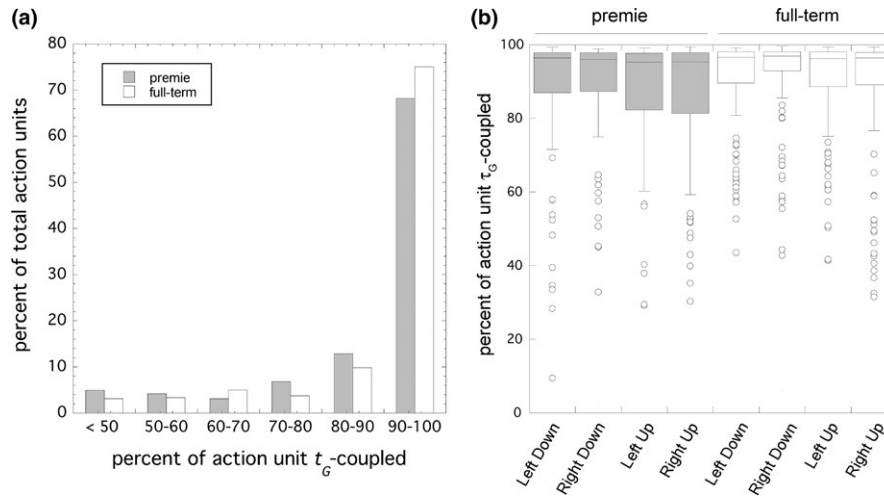 (a)
80
70
60
50
40
30
20
10
0
percent of total action units
premie
full-term
< 50 50-60 60-70 70-80 80-90 90-100
percent of action unit t_G-coupled
(b)
premie full-term
100
80
60
40
20
0
percent of action unit τ_G-coupled
Left Down Right Down Left Up Right Up Left Down Right Down Left Up Right Up